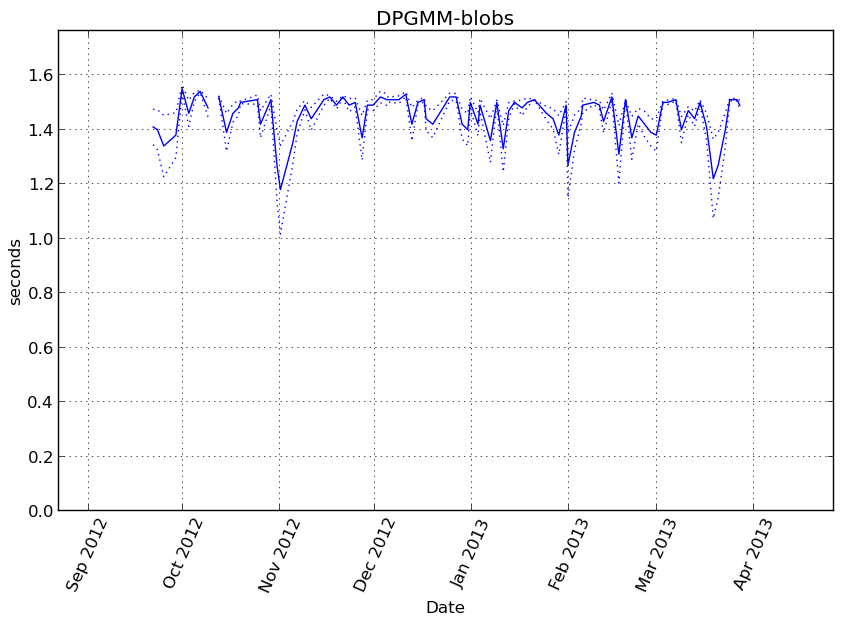 DPGMM-blobs
1.6
1.4
1.2
1.0
0.8
0.6
0.4
0.2
0.0
seconds
Sep 2012
Oct 2012
Nov 2012
Dec 2012
Jan 2013
Feb 2013
Mar 2013
Apr 2013
Date